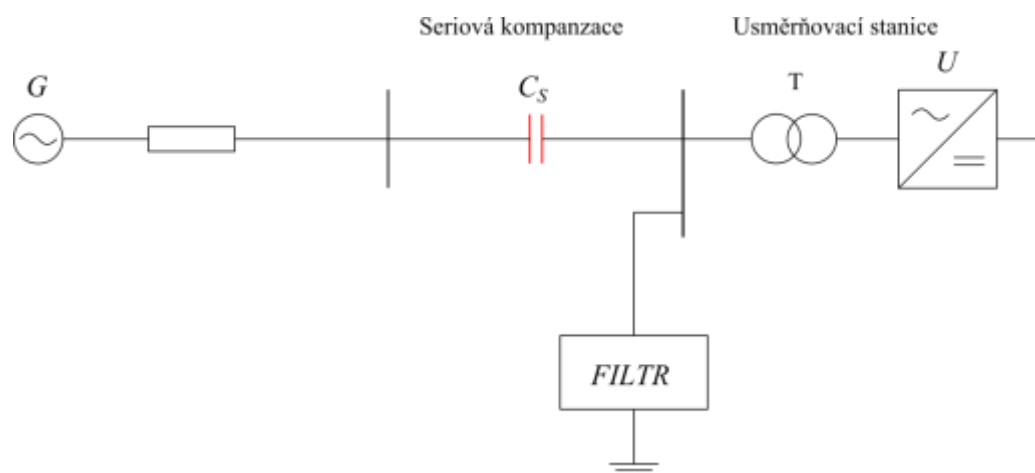 Seriová kompanzace
Usměrňovací stanice
G
C_S
T
U
FILTR